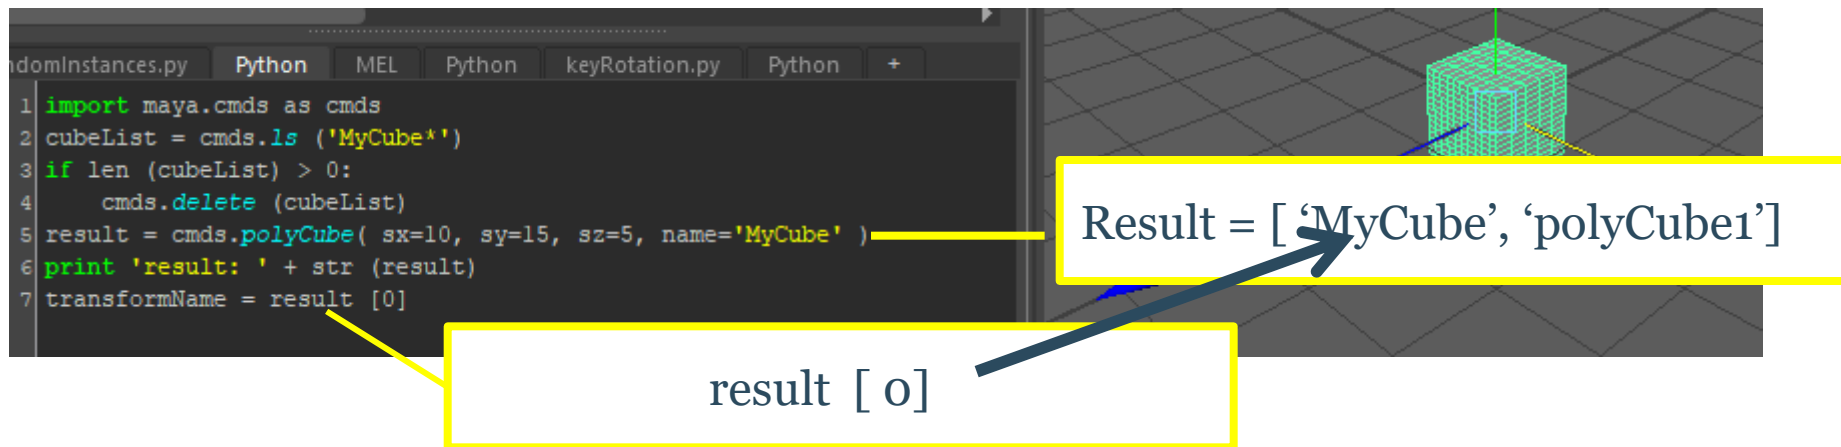 ndomInstances.py Python MEL Python keyRotation.py Python +
1 import maya.cmds as cmds
2 cubeList = cmds.ls ('MyCube*')
3 if len (cubeList) > 0:
4 cmds.delete (cubeList)
5 result = cmds.polyCube( sx=10, sy=15, sz=5, name='MyCube' )
6 print 'result: ' + str (result)
7 transformName = result [0]
Result = [ ‘MyCube’, ‘polyCube1’]
result [ 0]